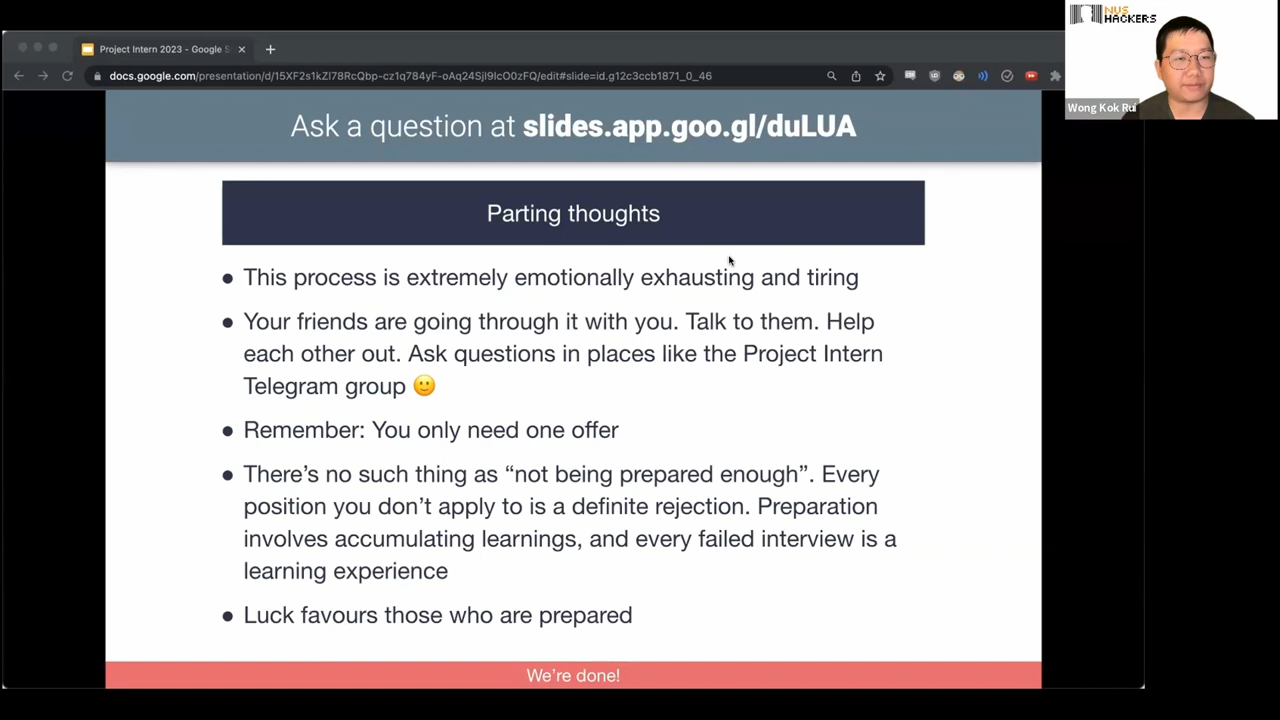 NUS
HACKERS
Project Intern 2023 - Google S
docs.google.com/presentation/d/15XF2s1kZl78RcQbp-cz1q784yF-oAq24SjI9IcO0zFQ/edit#slide=id.g12c3ccb1871_0_46
Wong Kok Rui
Ask a question at slides.app.goo.gl/duLUA
Parting thoughts
● This process is extremely emotionally exhausting and tiring
● Your friends are going through it with you. Talk to them. Help
each other out. Ask questions in places like the Project Intern
Telegram group 🙂
● Remember: You only need one offer
● There’s no such thing as “not being prepared enough”. Every
position you don’t apply to is a definite rejection. Preparation
involves accumulating learnings, and every failed interview is a
learning experience
● Luck favours those who are prepared
We’re done!